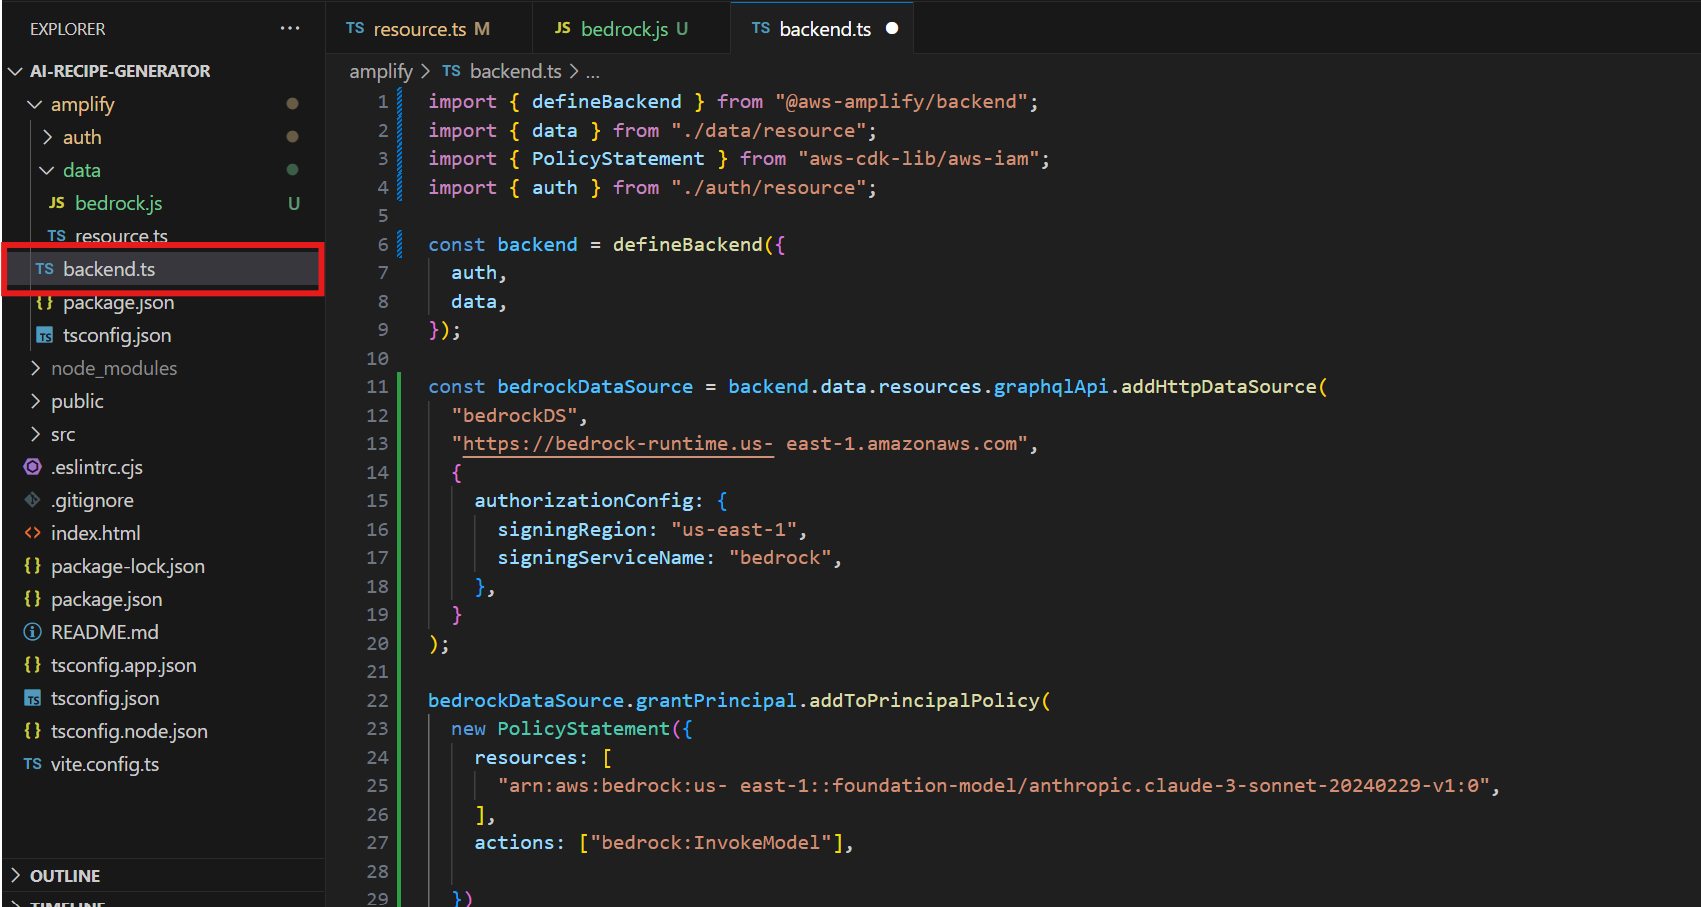 EXPLORER ...
AI-RECIPE-GENERATOR
amplify
auth
data
JS bedrock.js U
TS resource.ts
TS backend.ts
{} package.json
TS tsconfig.json
node_modules
public
src
.eslintrc.cjs
.gitignore
<> index.html
{} package-lock.json
{} package.json
README.md
{} tsconfig.app.json
TS tsconfig.json
{} tsconfig.node.json
TS vite.config.ts
OUTLINE
TIMELINE
TS resource.ts M
JS bedrock.js U
TS backend.ts
amplify > TS backend.ts > ...
1 import { defineBackend } from "@aws-amplify/backend";
2 import { data } from "./data/resource";
3 import { PolicyStatement } from "aws-cdk-lib/aws-iam";
4 import { auth } from "./auth/resource";
5
6 const backend = defineBackend({
7 auth,
8 data,
9 });
10
11 const bedrockDataSource = backend.data.resources.graphqlApi.addHttpDataSource(
12 "bedrockDS",
13 "https://bedrock-runtime.us- east-1.amazonaws.com",
14 {
15 authorizationConfig: {
16 signingRegion: "us-east-1",
17 signingServiceName: "bedrock",
18 },
19 }
20 );
21
22 bedrockDataSource.grantPrincipal.addToPrincipalPolicy(
23 new PolicyStatement({
24 resources: [
25 "arn:aws:bedrock:us- east-1::foundation-model/anthropic.claude-3-sonnet-20240229-v1:0",
26 ],
27 actions: ["bedrock:InvokeModel"],
28
29 })